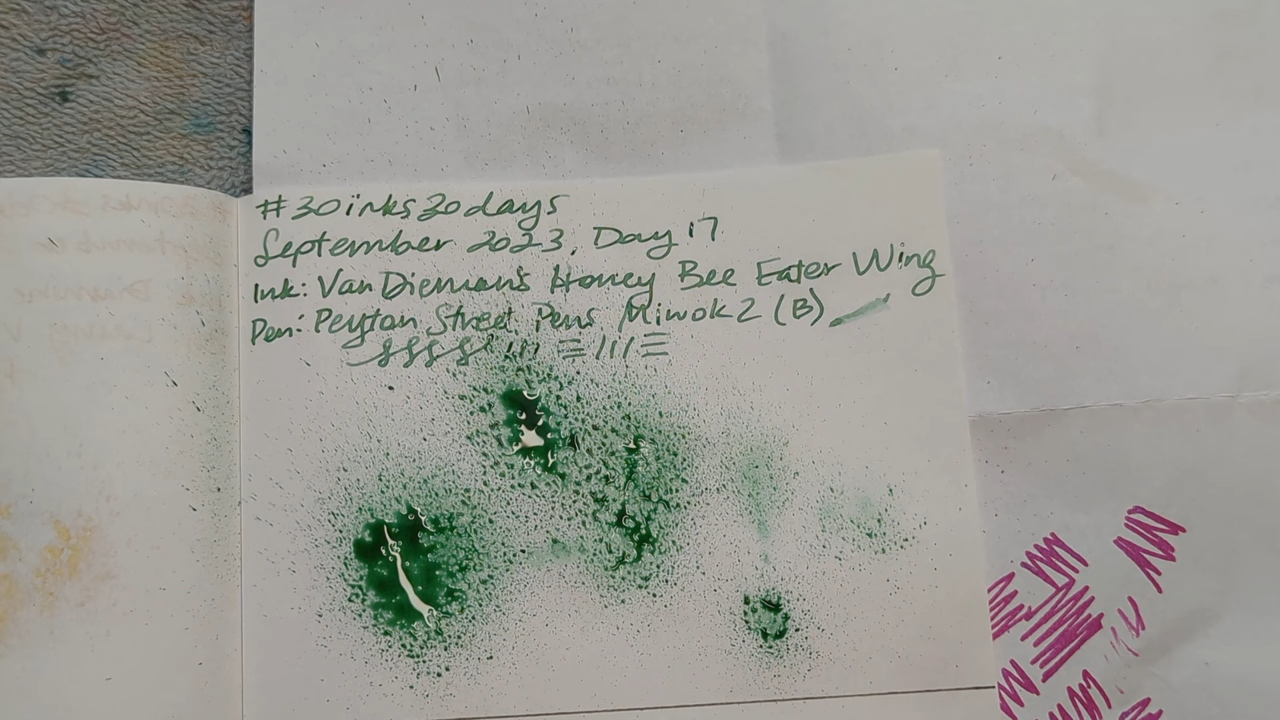 #30inks30days
September 2023, Day 17
Ink: Van Dieman's Honey Bee Eater Wing
Pen: Peyton Street Pens Miwok 2 (B)